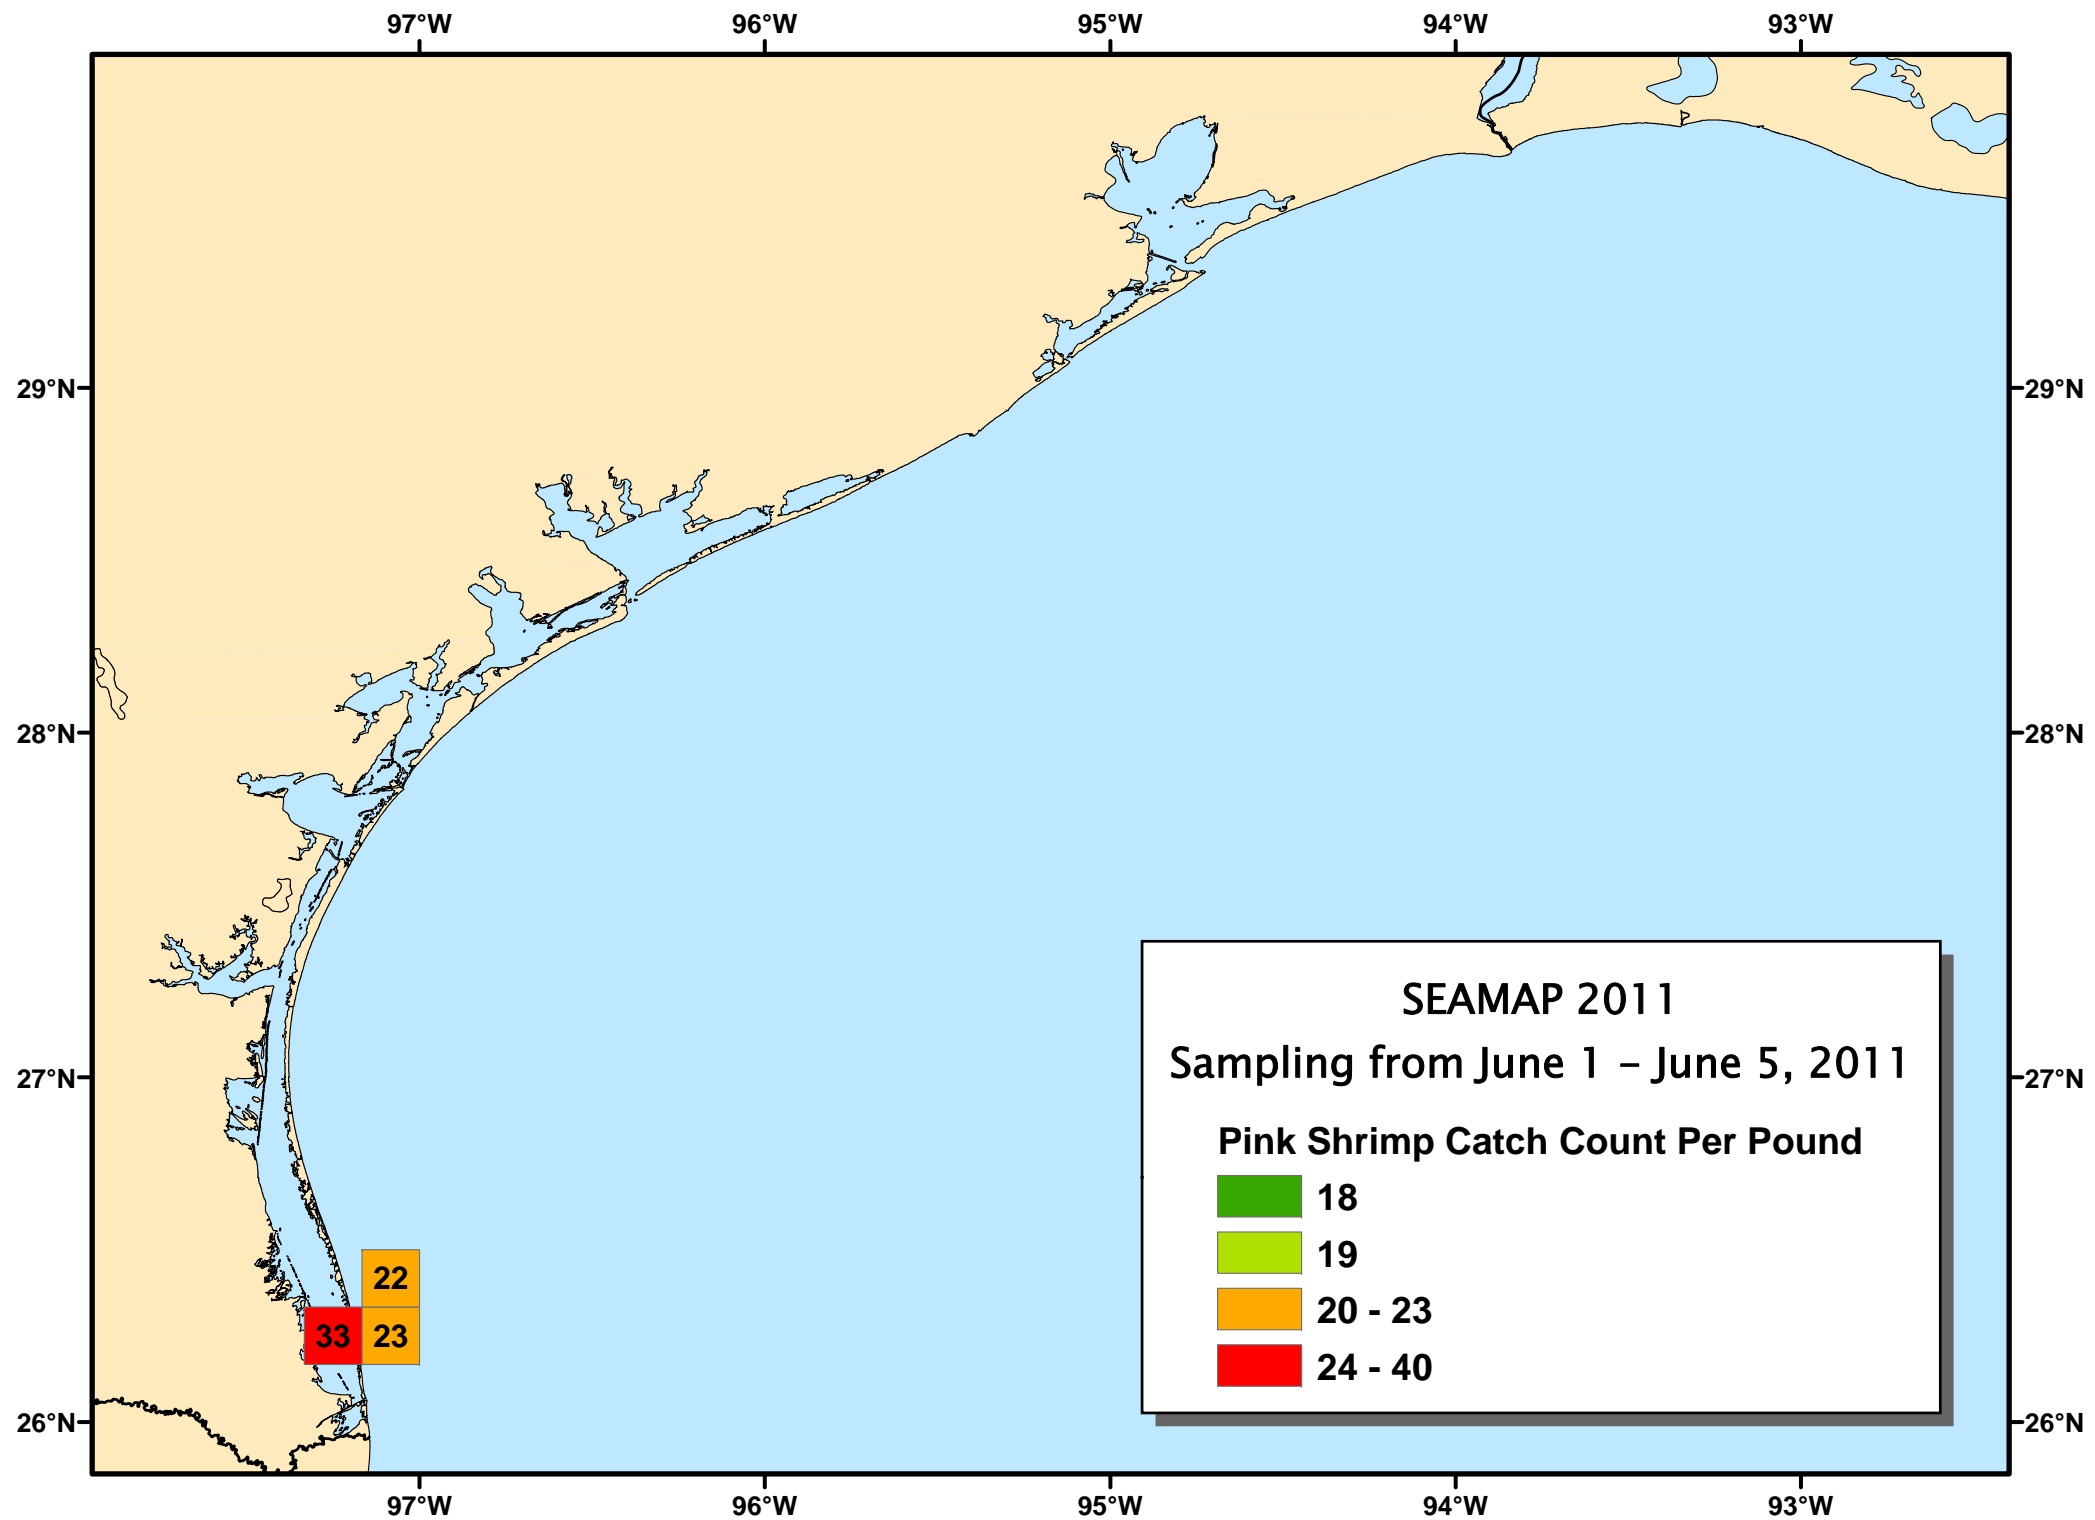 97°W 96°W 95°W 94°W 93°W
29°N 29°N
28°N 28°N
SEAMAP 2011
Sampling from June 1 – June 5, 2011
27°N 27°N
Pink Shrimp Catch Count Per Pound
18
19
20 - 23
24 - 40
22
33 23
26°N 26°N
97°W 96°W 95°W 94°W 93°W